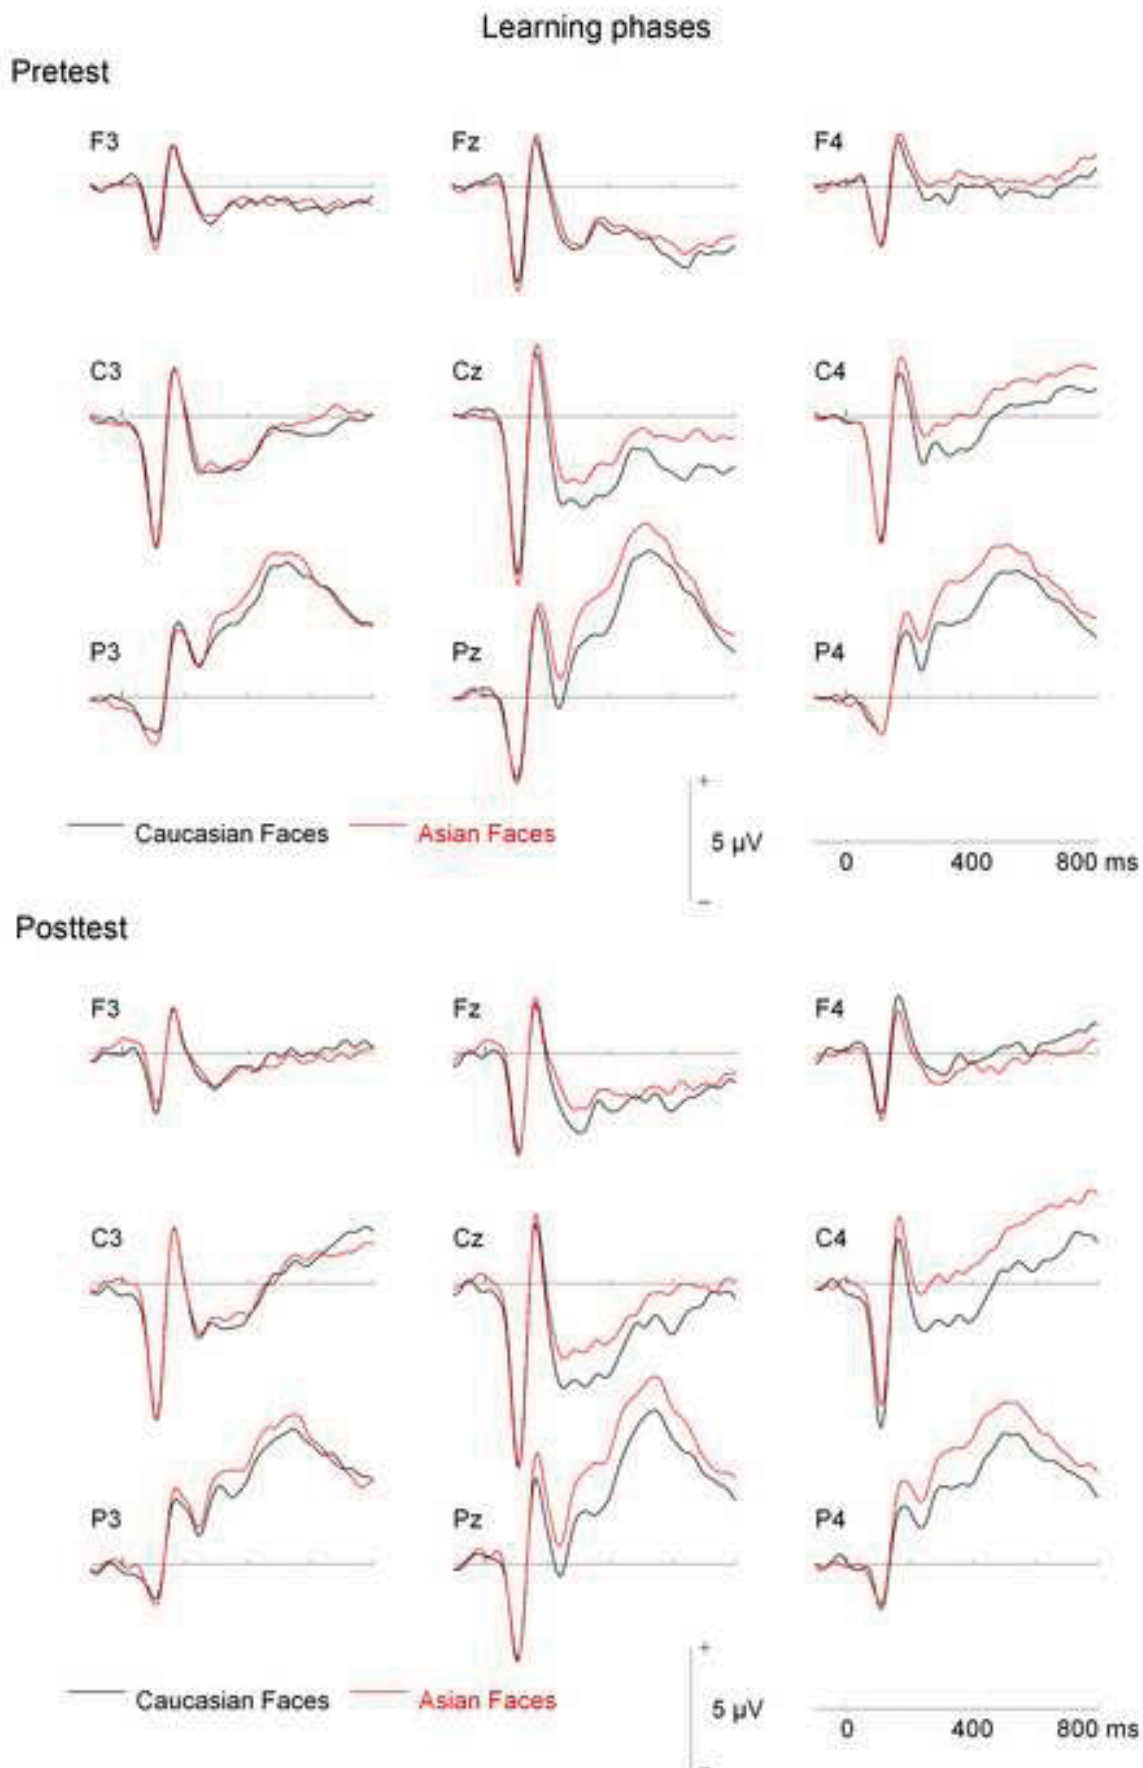 Learning phases
Pretest
F3 Fz F4
C3 Cz C4
P3 Pz P4
+
Caucasian Faces Asian Faces 5 µV
0 400 800 ms
–
Posttest
F3 Fz F4
C3 Cz C4
P3 Pz P4
+
Caucasian Faces Asian Faces 5 µV
0 400 800 ms
–